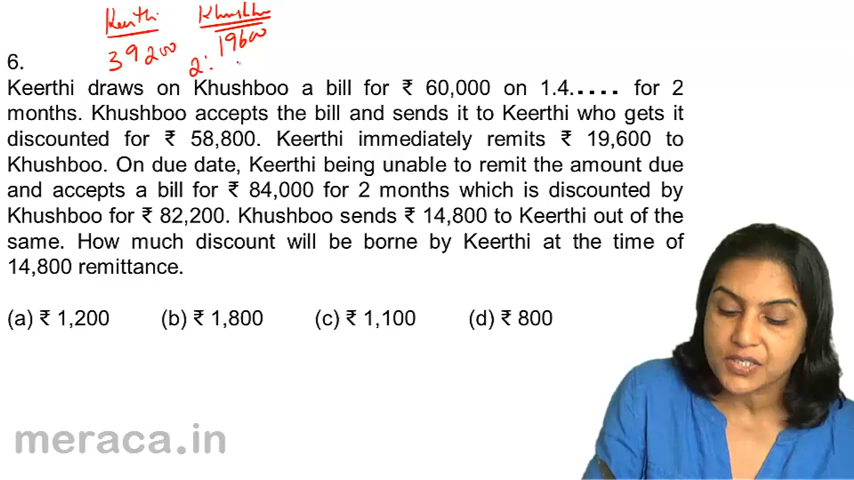 Keerthi Khushboo
39200 19600
2:
6.
Keerthi draws on Khushboo a bill for ₹ 60,000 on 1.4..... for 2
months. Khushboo accepts the bill and sends it to Keerthi who gets it
discounted for ₹ 58,800. Keerthi immediately remits ₹ 19,600 to
Khushboo. On due date, Keerthi being unable to remit the amount due
and accepts a bill for ₹ 84,000 for 2 months which is discounted by
Khushboo for ₹ 82,200. Khushboo sends ₹ 14,800 to Keerthi out of the
same. How much discount will be borne by Keerthi at the time of
14,800 remittance.
(a) ₹ 1,200 (b) ₹ 1,800 (c) ₹ 1,100 (d) ₹ 800
meraca.in